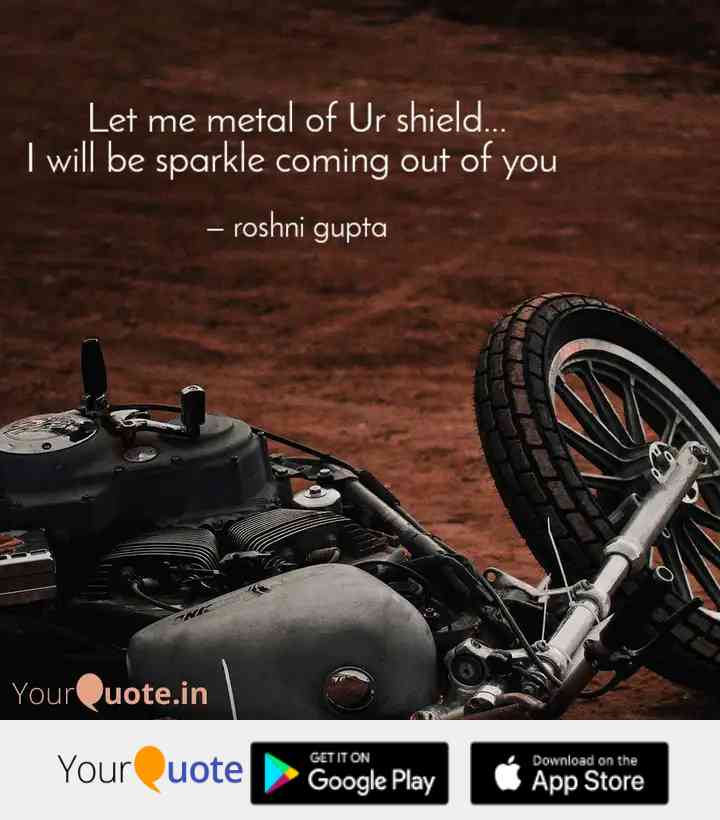 Let me metal of Ur shield...
I will be sparkle coming out of you
– roshni gupta
YourQuote.in
YourQuote
GET IT ON
Google Play
Download on the
App Store